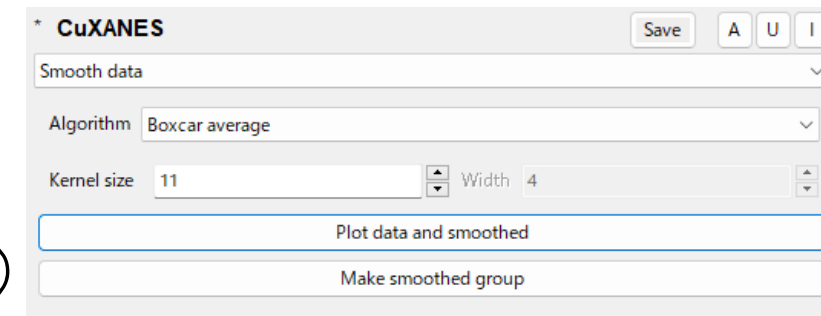 * CuXANES Save A U I
Smooth data
Algorithm Boxcar average
Kernel size 11 Width 4
Plot data and smoothed
Make smoothed group